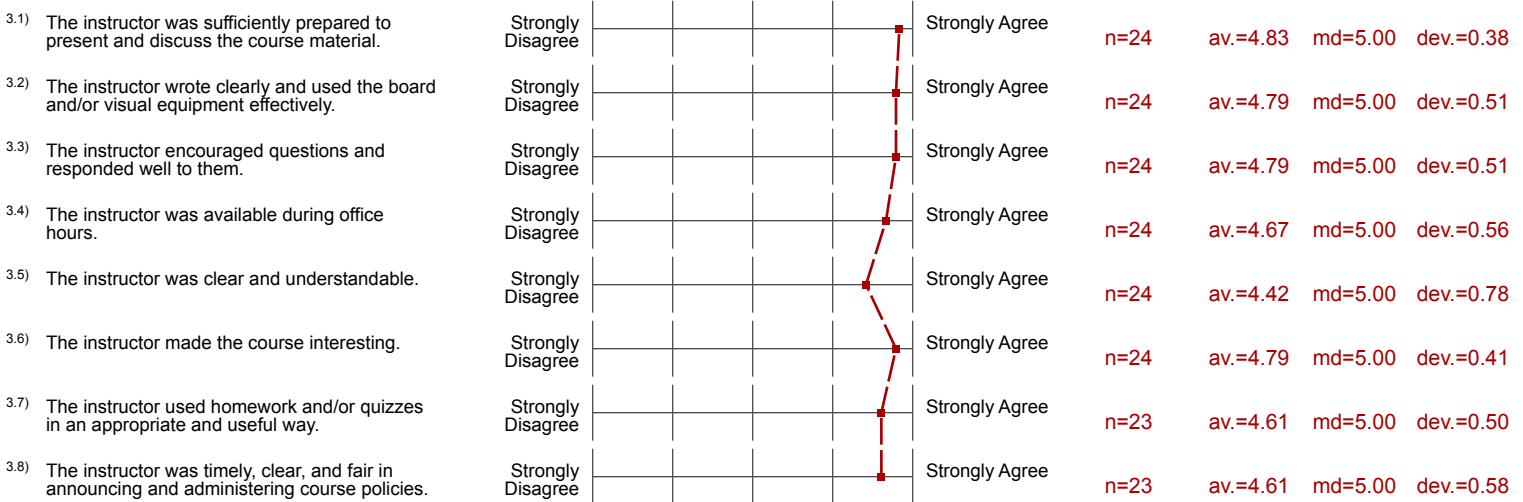 3.1) The instructor was sufficiently prepared to
present and discuss the course material.
Strongly
Disagree
Strongly Agree
n=24 av.=4.83 md=5.00 dev.=0.38
3.2) The instructor wrote clearly and used the board
and/or visual equipment effectively.
Strongly
Disagree
Strongly Agree
n=24 av.=4.79 md=5.00 dev.=0.51
3.3) The instructor encouraged questions and
responded well to them.
Strongly
Disagree
Strongly Agree
n=24 av.=4.79 md=5.00 dev.=0.51
3.4) The instructor was available during office
hours.
Strongly
Disagree
Strongly Agree
n=24 av.=4.67 md=5.00 dev.=0.56
3.5) The instructor was clear and understandable.
Strongly
Disagree
Strongly Agree
n=24 av.=4.42 md=5.00 dev.=0.78
3.6) The instructor made the course interesting.
Strongly
Disagree
Strongly Agree
n=24 av.=4.79 md=5.00 dev.=0.41
3.7) The instructor used homework and/or quizzes
in an appropriate and useful way.
Strongly
Disagree
Strongly Agree
n=23 av.=4.61 md=5.00 dev.=0.50
3.8) The instructor was timely, clear, and fair in
announcing and administering course policies.
Strongly
Disagree
Strongly Agree
n=23 av.=4.61 md=5.00 dev.=0.58